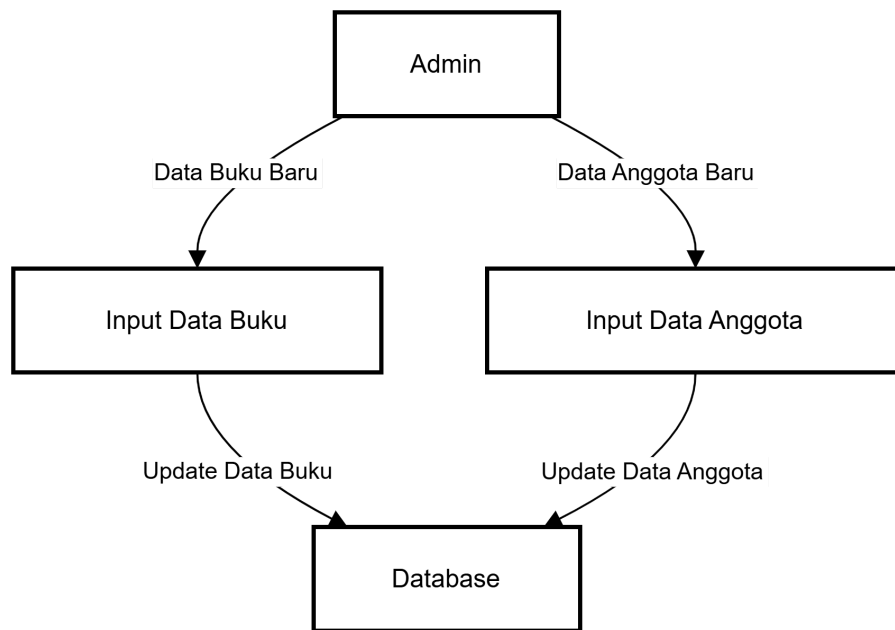 Admin
Data Buku Baru
Data Anggota Baru
Input Data Buku
Input Data Anggota
Update Data Buku
Update Data Anggota
Database